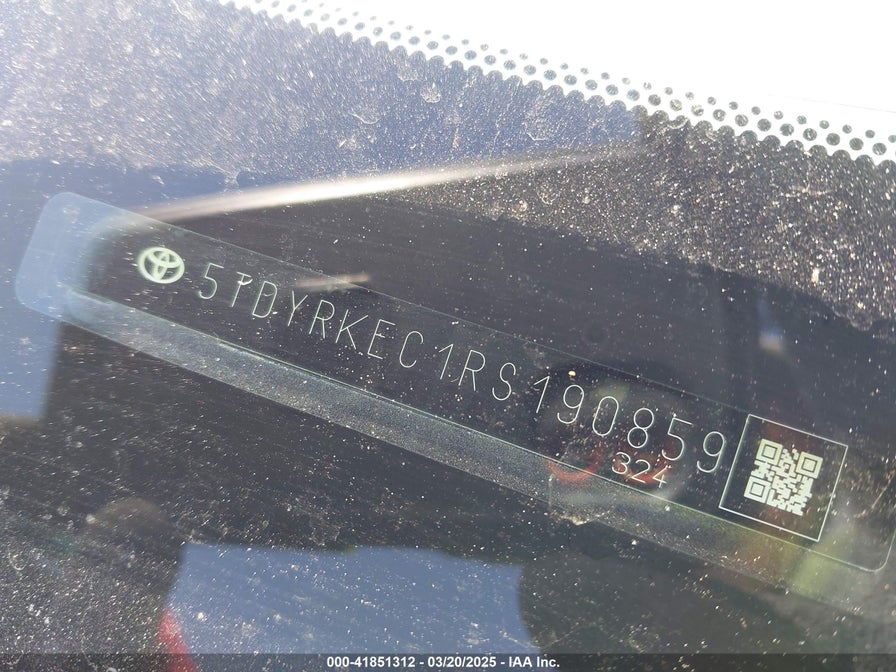 5TDYRKEC1RS190859
324
000-41851312 - 03/20/2025 - IAA Inc.